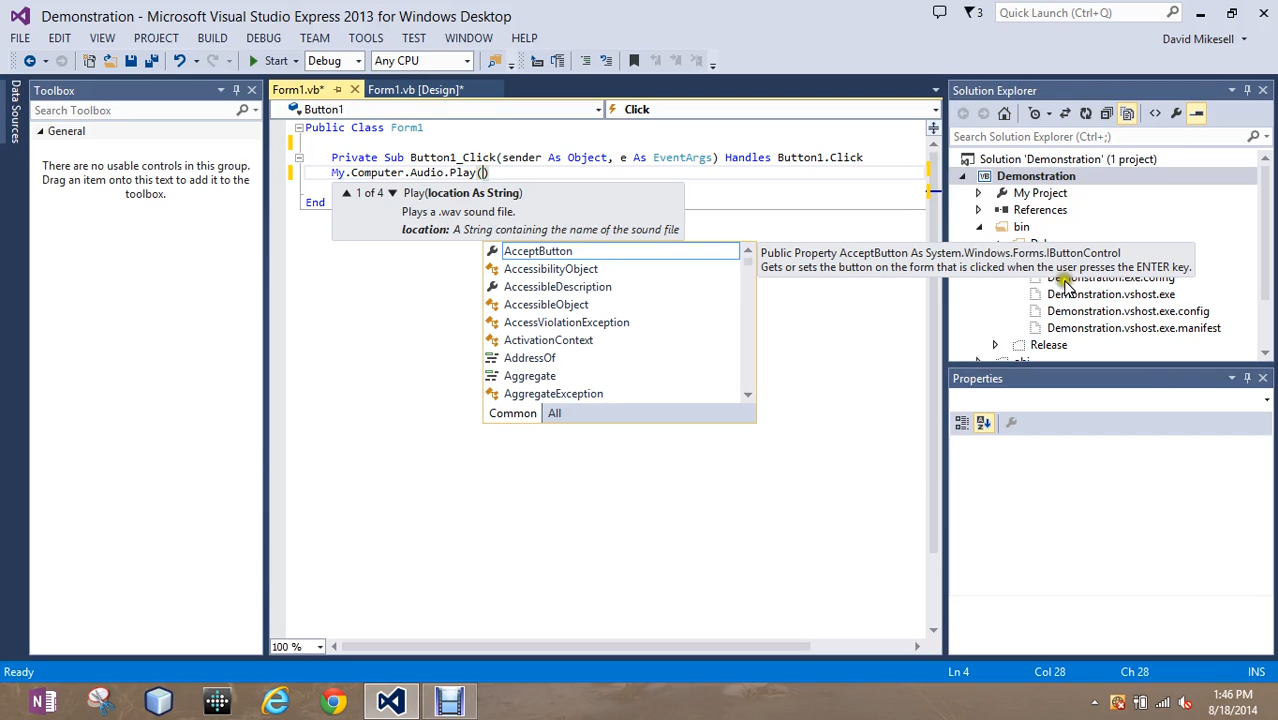 Demonstration - Microsoft Visual Studio Express 2013 for Windows Desktop
3
Quick Launch (Ctrl+Q)
FILE EDIT VIEW PROJECT BUILD DEBUG TEAM TOOLS TEST WINDOW HELP
David Mikesell
Start Debug Any CPU
Data Sources
Toolbox
Search Toolbox
General
There are no usable controls in this group.
Drag an item onto this text to add it to the
toolbox.
Form1.vb* Form1.vb [Design]*
Button1 Click
Public Class Form1
Private Sub Button1_Click(sender As Object, e As EventArgs) Handles Button1.Click
My.Computer.Audio.Play()
End
1 of 4 Play(location As String)
Plays a .wav sound file.
location: A String containing the name of the sound file
AcceptButton
AccessibilityObject
AccessibleDescription
AccessibleObject
AccessViolationException
ActivationContext
AddressOf
Aggregate
AggregateException
Common All
Public Property AcceptButton As System.Windows.Forms.IButtonControl
Gets or sets the button on the form that is clicked when the user presses the ENTER key.
Solution Explorer
Search Solution Explorer (Ctrl+;)
Solution 'Demonstration' (1 project)
VB Demonstration
My Project
References
bin
Demonstration.exe.config
Demonstration.vshost.exe
Demonstration.vshost.exe.config
Demonstration.vshost.exe.manifest
Release
Properties
100 %
Ready
Ln 4 Col 28 Ch 28 INS
1:46 PM
8/18/2014